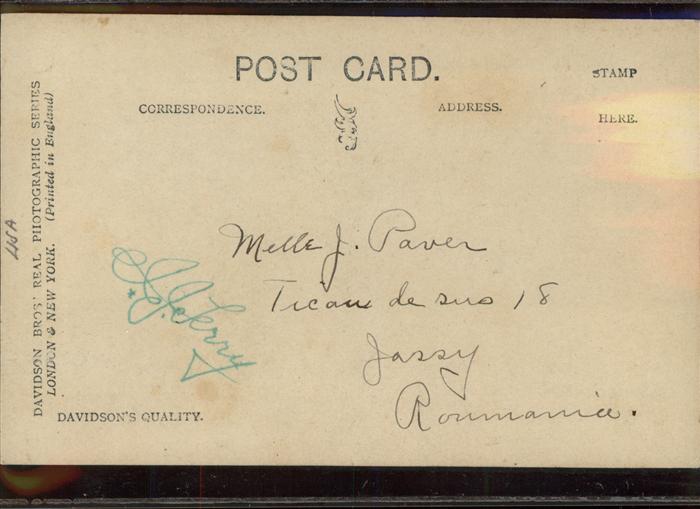 POST CARD.
STAMP
HERE.
CORRESPONDENCE.
ADDRESS.
DAVIDSON BROS' REAL PHOTOGRAPHIC SERIES
LONDON & NEW YORK. (Printed in England)
Melle J. Paver
Ticau de sus 18
Jassy
Roumania.
DAVIDSON'S QUALITY.